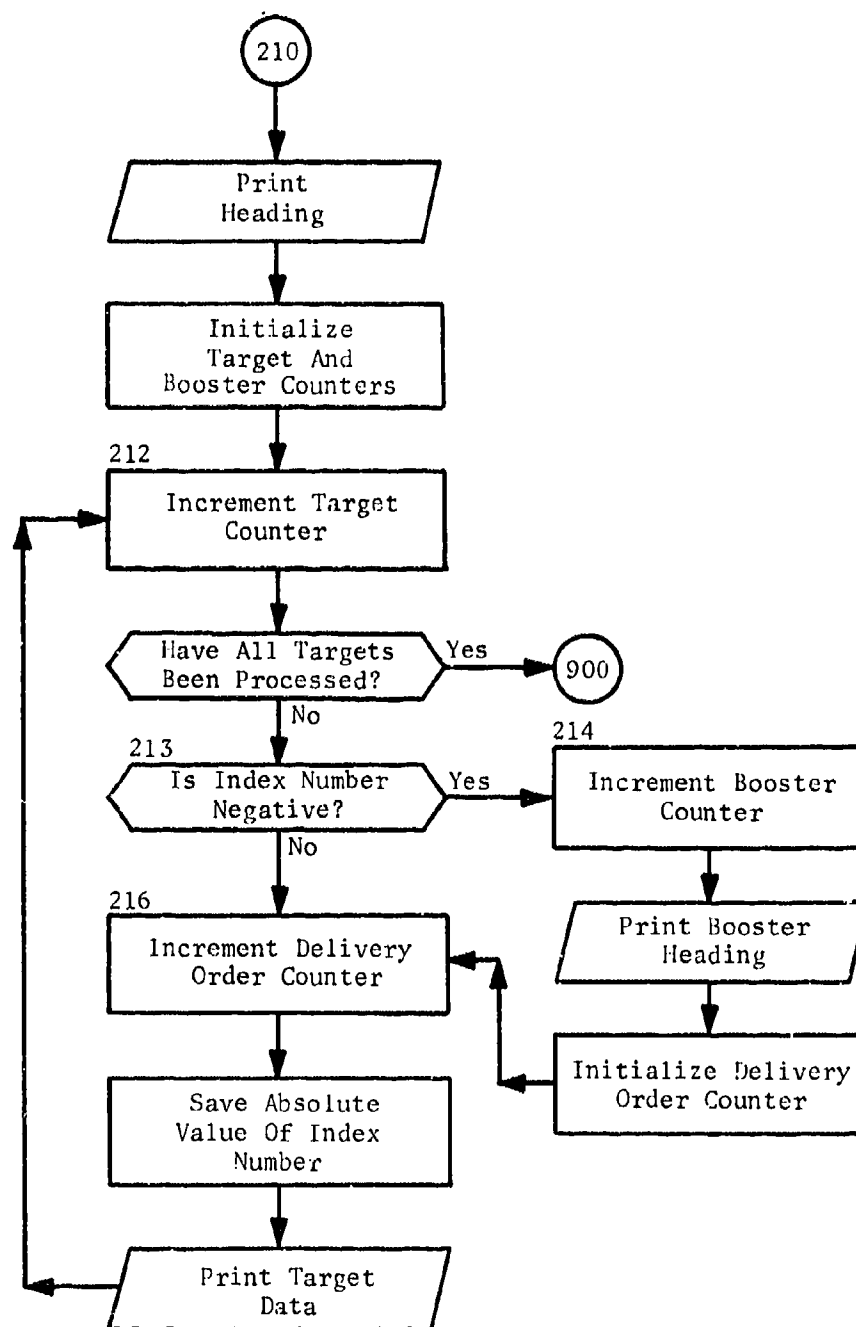 210
Print
Heading
Initialize
Target And
Booster Counters
212
Increment Target
Counter
Have All Targets
Been Processed?
Yes
900
No
213
Is Index Number
Negative?
Yes
214
Increment Booster
Counter
No
Print Booster
Heading
Initialize Delivery
Order Counter
216
Increment Delivery
Order Counter
Save Absolute
Value Of Index
Number
Print Target
Data